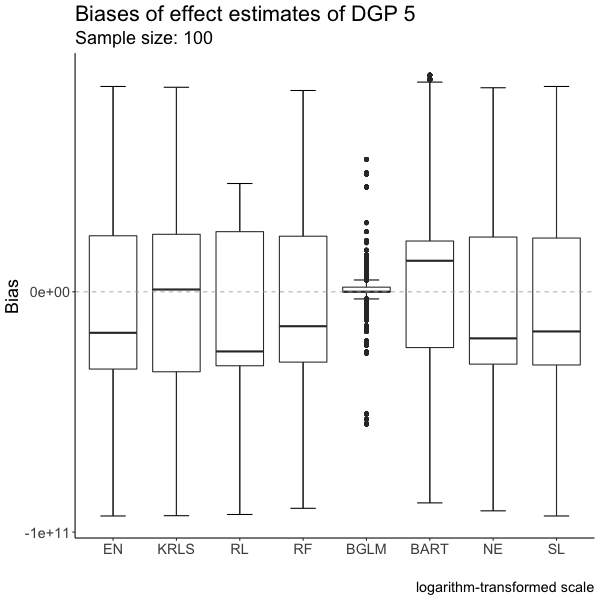 Biases of effect estimates of DGP 5
Sample size: 100
Bias
0e+00
-1e+11
EN KRLS RL RF BGLM BART NE SL
logarithm-transformed scale